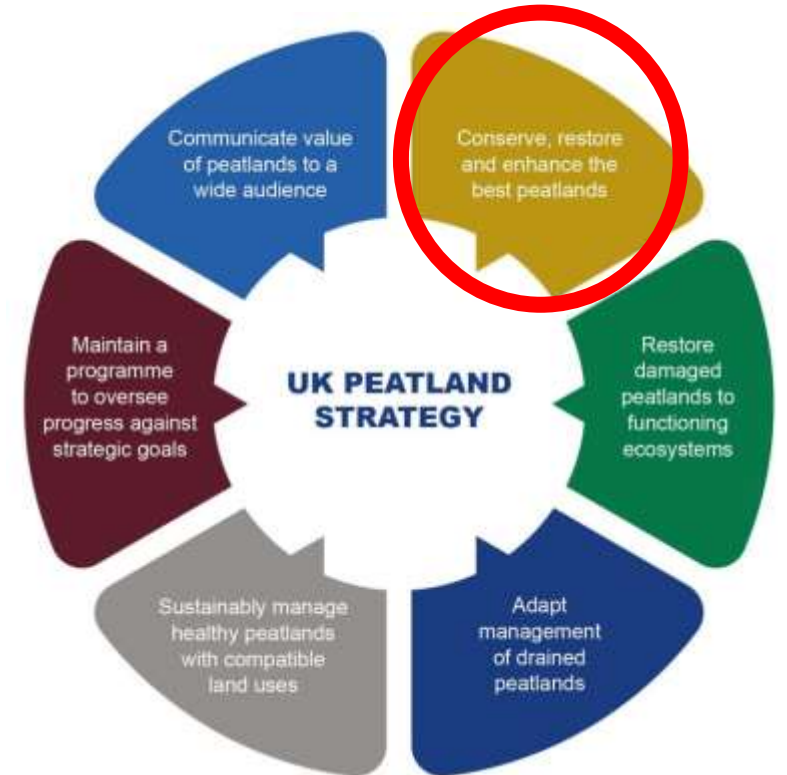 Communicate value
of peatlands to a
wide audience
Conserve, restore
and enhance the
best peatlands
Maintain a
programme
to oversee
progress against
strategic goals
UK PEATLAND
STRATEGY
Restore
damaged
peatlands to
functioning
ecosystems
Sustainably manage
healthy peatlands
with compatible
land uses
Adapt
management
of drained
peatlands